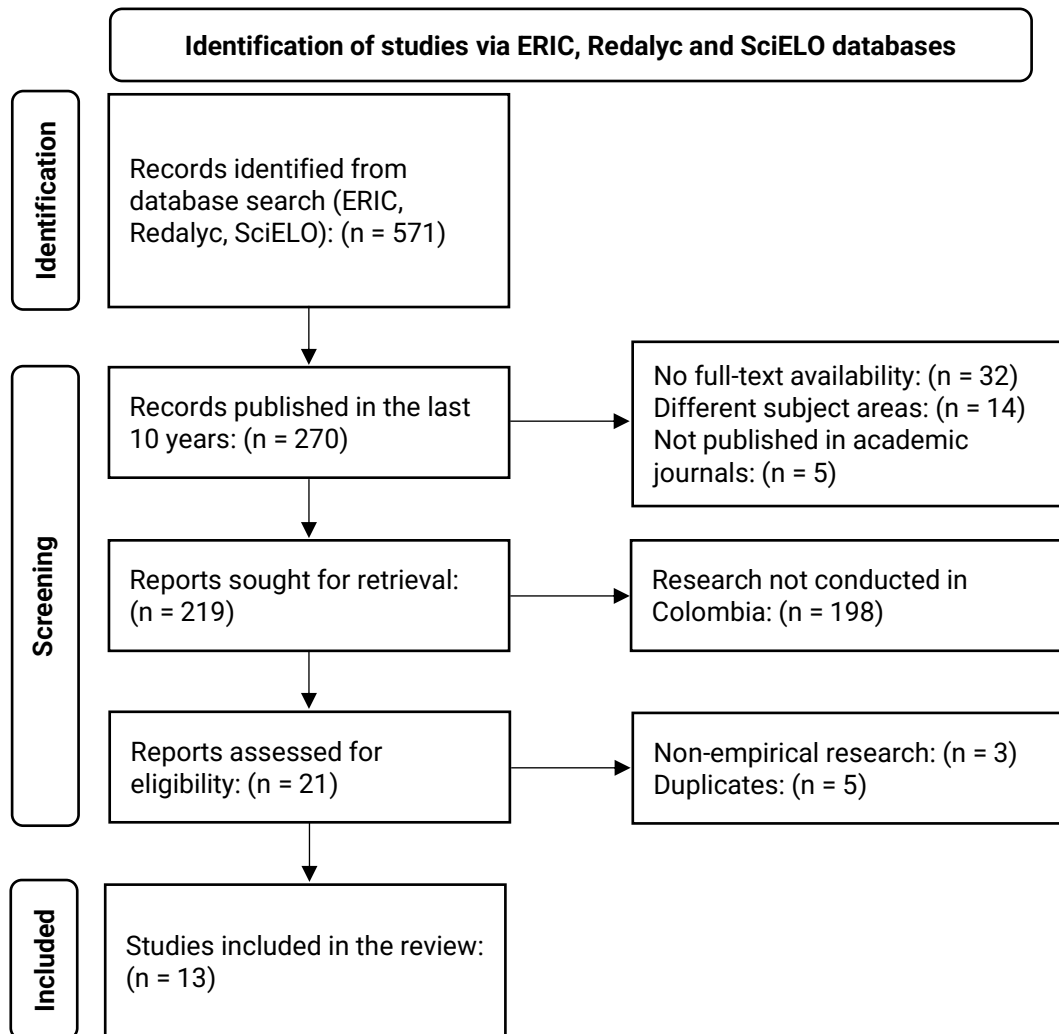 Identification of studies via ERIC, Redalyc and SciELO databases
Identification
Records identified from
database search (ERIC,
Redalyc, SciELO): (n = 571)
Screening
Records published in the last
10 years: (n = 270)
No full-text availability: (n = 32)
Different subject areas: (n = 14)
Not published in academic
journals: (n = 5)
Reports sought for retrieval:
(n = 219)
Research not conducted in
Colombia: (n = 198)
Reports assessed for
eligibility: (n = 21)
Non-empirical research: (n = 3)
Duplicates: (n = 5)
Included
Studies included in the review:
(n = 13)